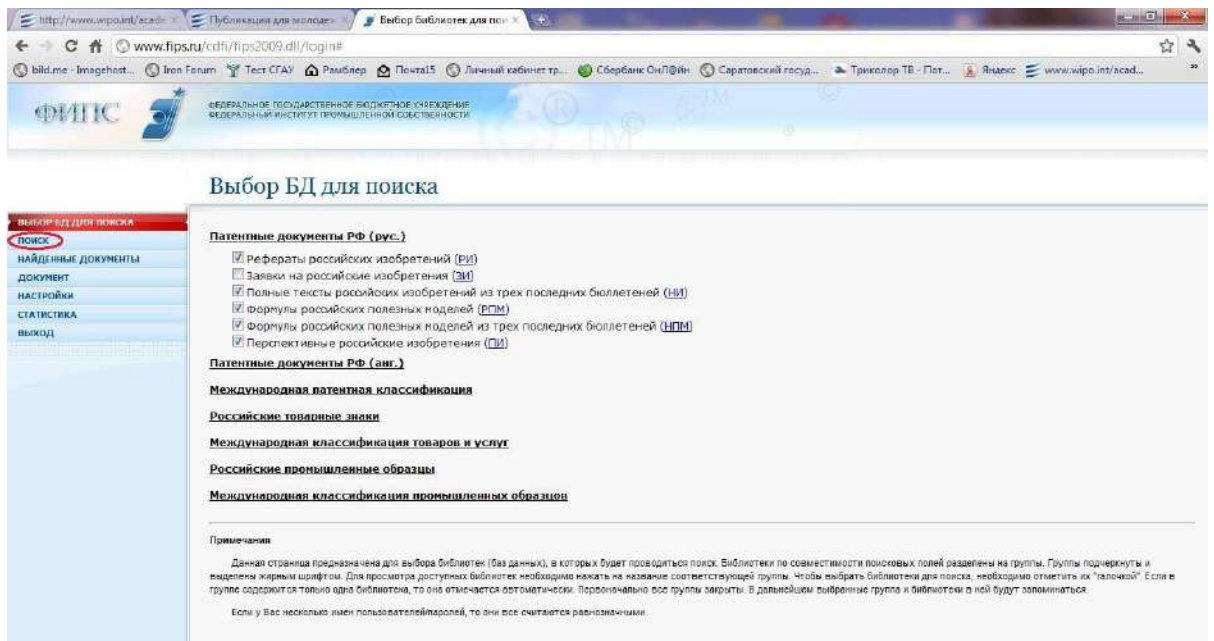 http://www.wipo.int/acade
Публикации для молодеж
Выбор библиотек для пои
www.fips.ru/cdfi/fips2009.dll/login#
bild.me - Imagehost...
Iron Forum
Тест СГАУ
Рамблер
Почта15
Личный кабинет тр...
Сбербанк ОнЛ@йн
Саратовский госуд...
Триколор ТВ - Пот...
Яндекс
www.wipo.int/acad...
ФИПС
ФЕДЕРАЛЬНОЕ ГОСУДАРСТВЕННОЕ БЮДЖЕТНОЕ УЧРЕЖДЕНИЕ
ФЕДЕРАЛЬНЫЙ ИНСТИТУТ ПРОМЫШЛЕННОЙ СОБСТВЕННОСТИ
Выбор БД для поиска
ВЫБОР БД ДЛЯ ПОИСКА
ПОИСК
НАЙДЕННЫЕ ДОКУМЕНТЫ
ДОКУМЕНТ
НАСТРОЙКИ
СТАТИСТИКА
ВЫХОД
Патентные документы РФ (рус.)
Рефераты российских изобретений (РИ)
Заявки на российские изобретения (ЗИ)
Полные тексты российских изобретений из трех последних бюллетеней (НИ)
Формулы российских полезных моделей (РПМ)
Формулы российских полезных моделей из трех последних бюллетеней (НПМ)
Перспективные российские изобретения (ПИ)
Патентные документы РФ (анг.)
Международная патентная классификация
Российские товарные знаки
Международная классификация товаров и услуг
Российские промышленные образцы
Международная классификация промышленных образцов
Примечания
Данная страница предназначена для выбора библиотек (баз данных), в которых будет проводиться поиск. Библиотеки по совместимости поисковых полей разделены на группы. Группы подчеркнуты и
выделены жирным шрифтом. Для просмотра доступных библиотек необходимо нажать на название соответствующей группы. Чтобы выбрать библиотеки для поиска, необходимо отметить их "галочкой". Если в
группе содержится только одна библиотека, то она отмечается автоматически. Первоначально все группы закрыты. В дальнейшем выбранные группа и библиотеки в ней будут запоминаться.
Если у Вас несколько имен пользователей/паролей, то они все считаются равнозначными.